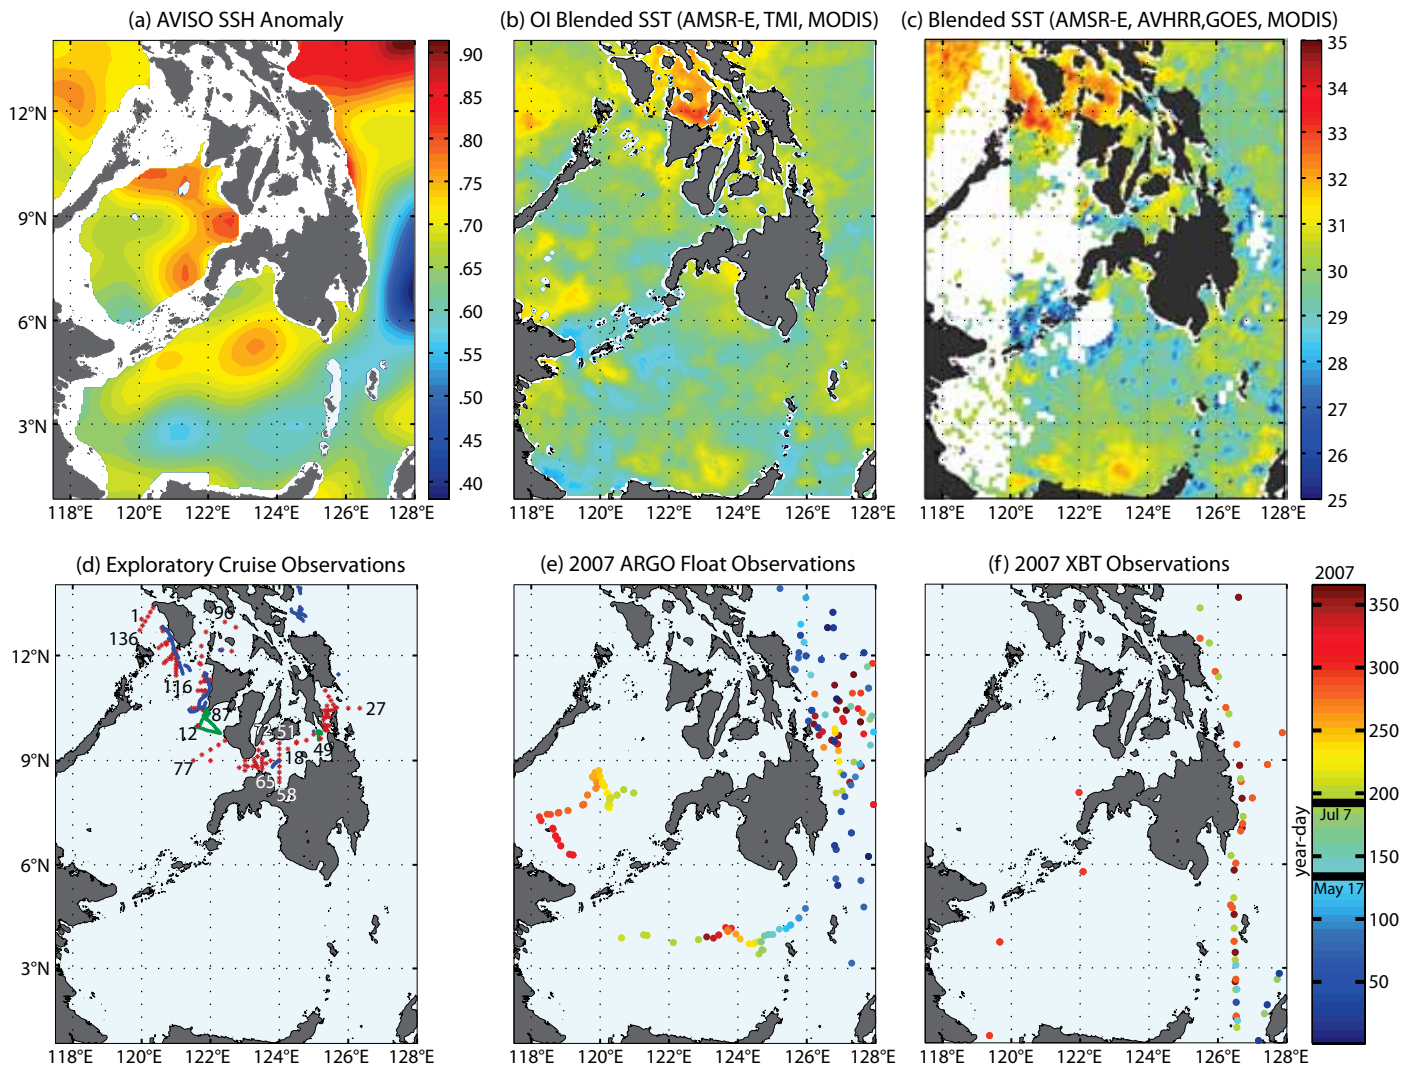 (a) AVISO SSH Anomaly
(b) OI Blended SST (AMSR-E, TMI, MODIS)
(c) Blended SST (AMSR-E, AVHRR,GOES, MODIS)
12°N
9°N
6°N
3°N
118°E 120°E 122°E 124°E 126°E 128°E
.90
.85
.80
.75
.70
.65
.60
.55
.50
.45
.40
118°E 120°E 122°E 124°E 126°E 128°E
118°E 120°E 122°E 124°E 126°E 128°E
35
34
33
32
31
30
29
28
27
26
25
(d) Exploratory Cruise Observations
(e) 2007 ARGO Float Observations
(f) 2007 XBT Observations
12°N
9°N
6°N
3°N
1
96
136
116
87
12
27
72
51
49
18
77
65
58
118°E 120°E 122°E 124°E 126°E 128°E
118°E 120°E 122°E 124°E 126°E 128°E
118°E 120°E 122°E 124°E 126°E 128°E
2007
350
300
250
200
Jul 7
150
May 17
100
50
year-day